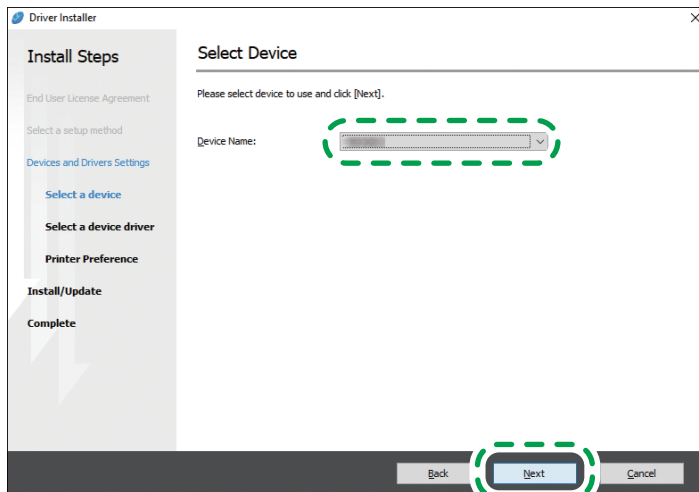 Driver Installer
Install Steps
End User License Agreement
Select a setup method
Devices and Drivers Settings
Select a device
Select a device driver
Printer Preference
Install/Update
Complete
Select Device
Please select device to use and click [Next].
Device Name:
Back
Next
Cancel